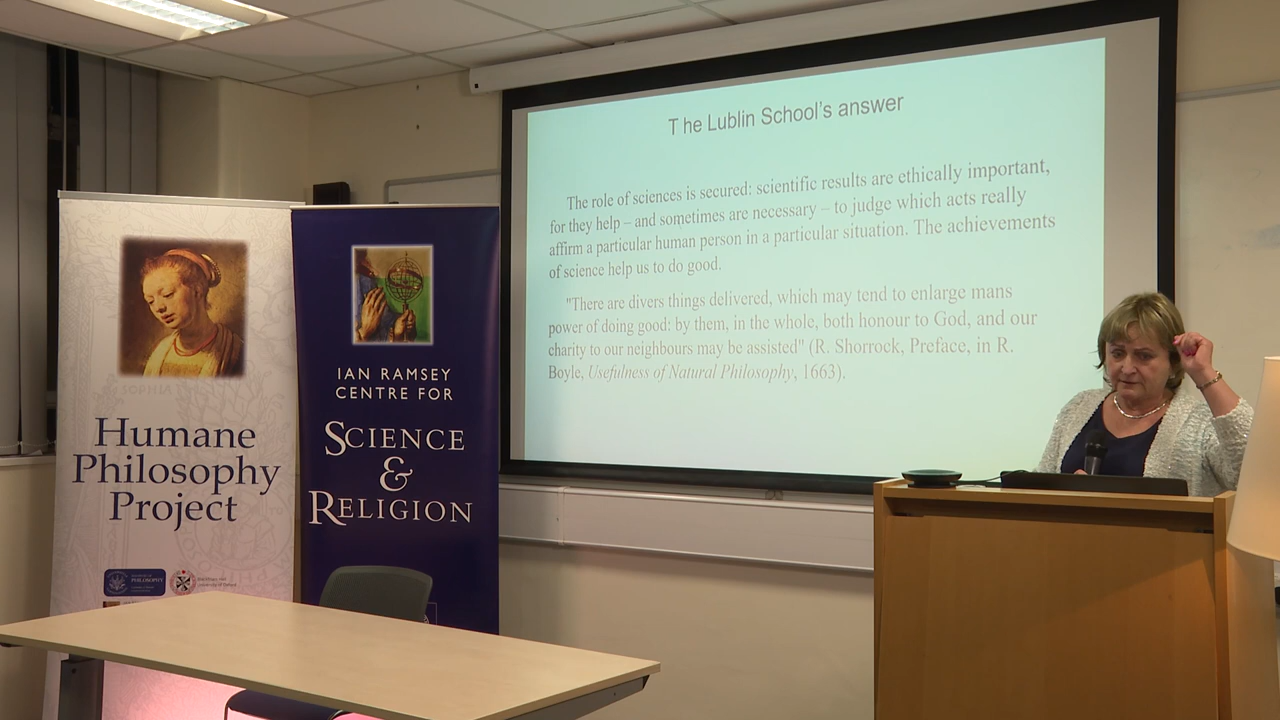 T he Lublin School's answer
The role of sciences is secured: scientific results are ethically important,
for they help – and sometimes are necessary – to judge which acts really
affirm a particular human person in a particular situation. The achievements
of science help us to do good.
"There are divers things delivered, which may tend to enlarge mans
power of doing good: by them, in the whole, both honour to God, and our
charity to our neighbours may be assisted" (R. Shorrock, Preface, in R.
Boyle, Usefulness of Natural Philosophy, 1663).
Humane
Philosophy
Project
IAN RAMSEY
CENTRE FOR
SCIENCE
&
RELIGION
PHILOSOPHY